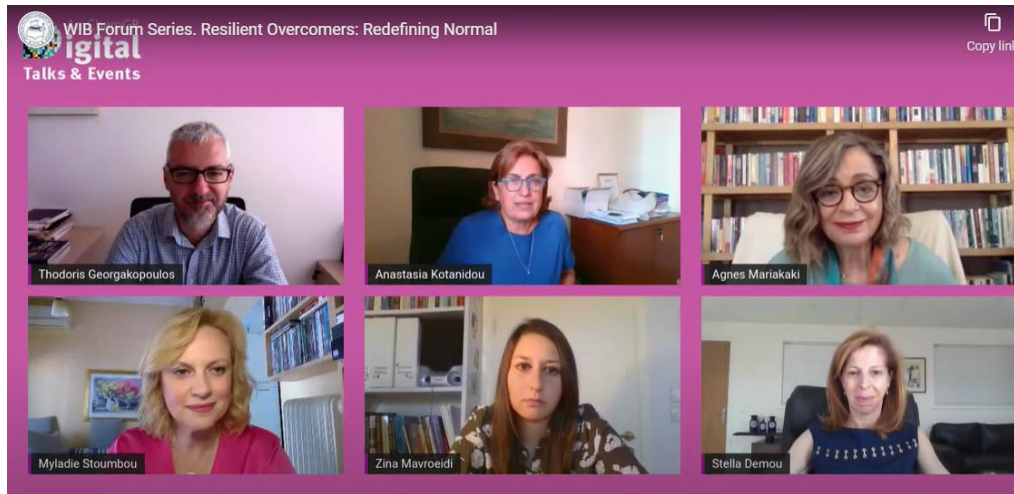 WIB Forum Series. Resilient Overcomers: Redefining Normal
Copy lin
Digital
Talks & Events
Thodoris Georgakopoulos
Anastasia Kotanidou
Agnes Mariakaki
Myladie Stoumbou
Zina Mavroeidi
Stella Demou